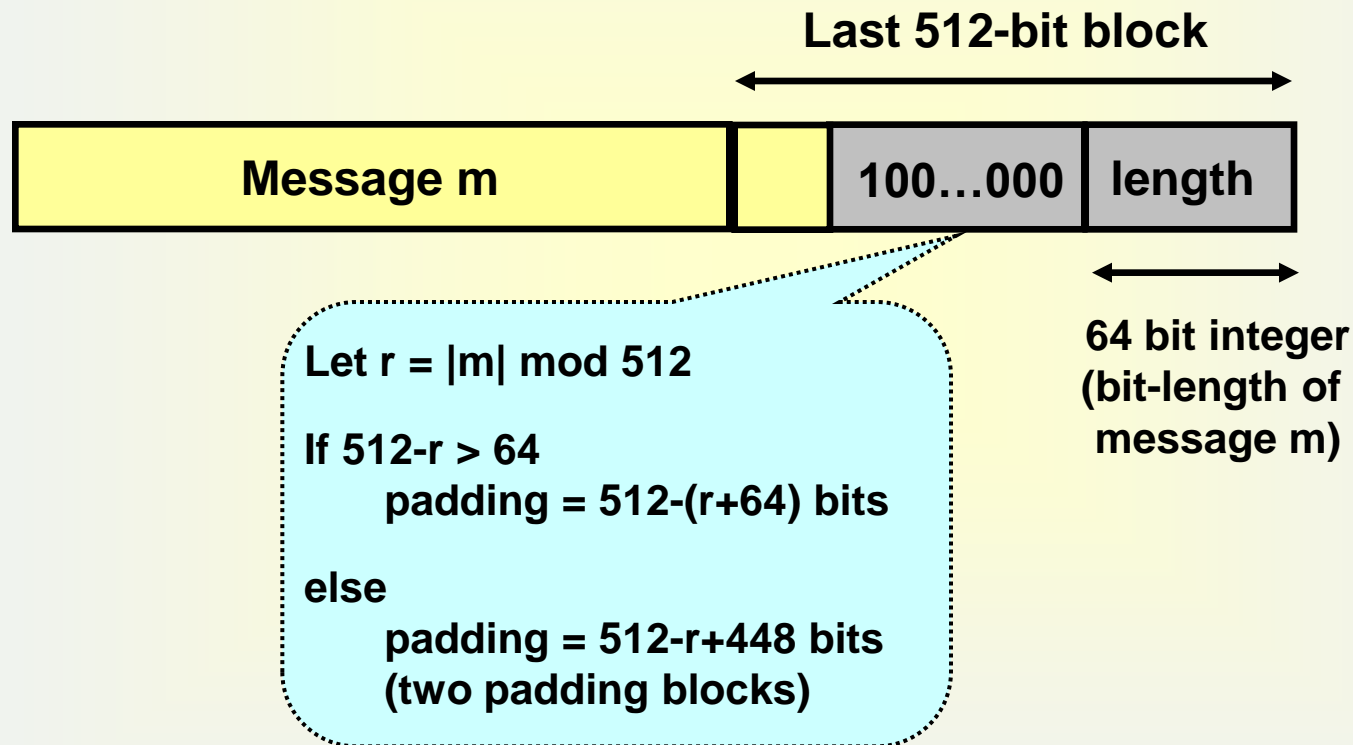 Last 512-bit block
Message m
100…000
length
Let r = |m| mod 512
If 512-r > 64
padding = 512-(r+64) bits
else
padding = 512-r+448 bits
(two padding blocks)
64 bit integer
(bit-length of
message m)